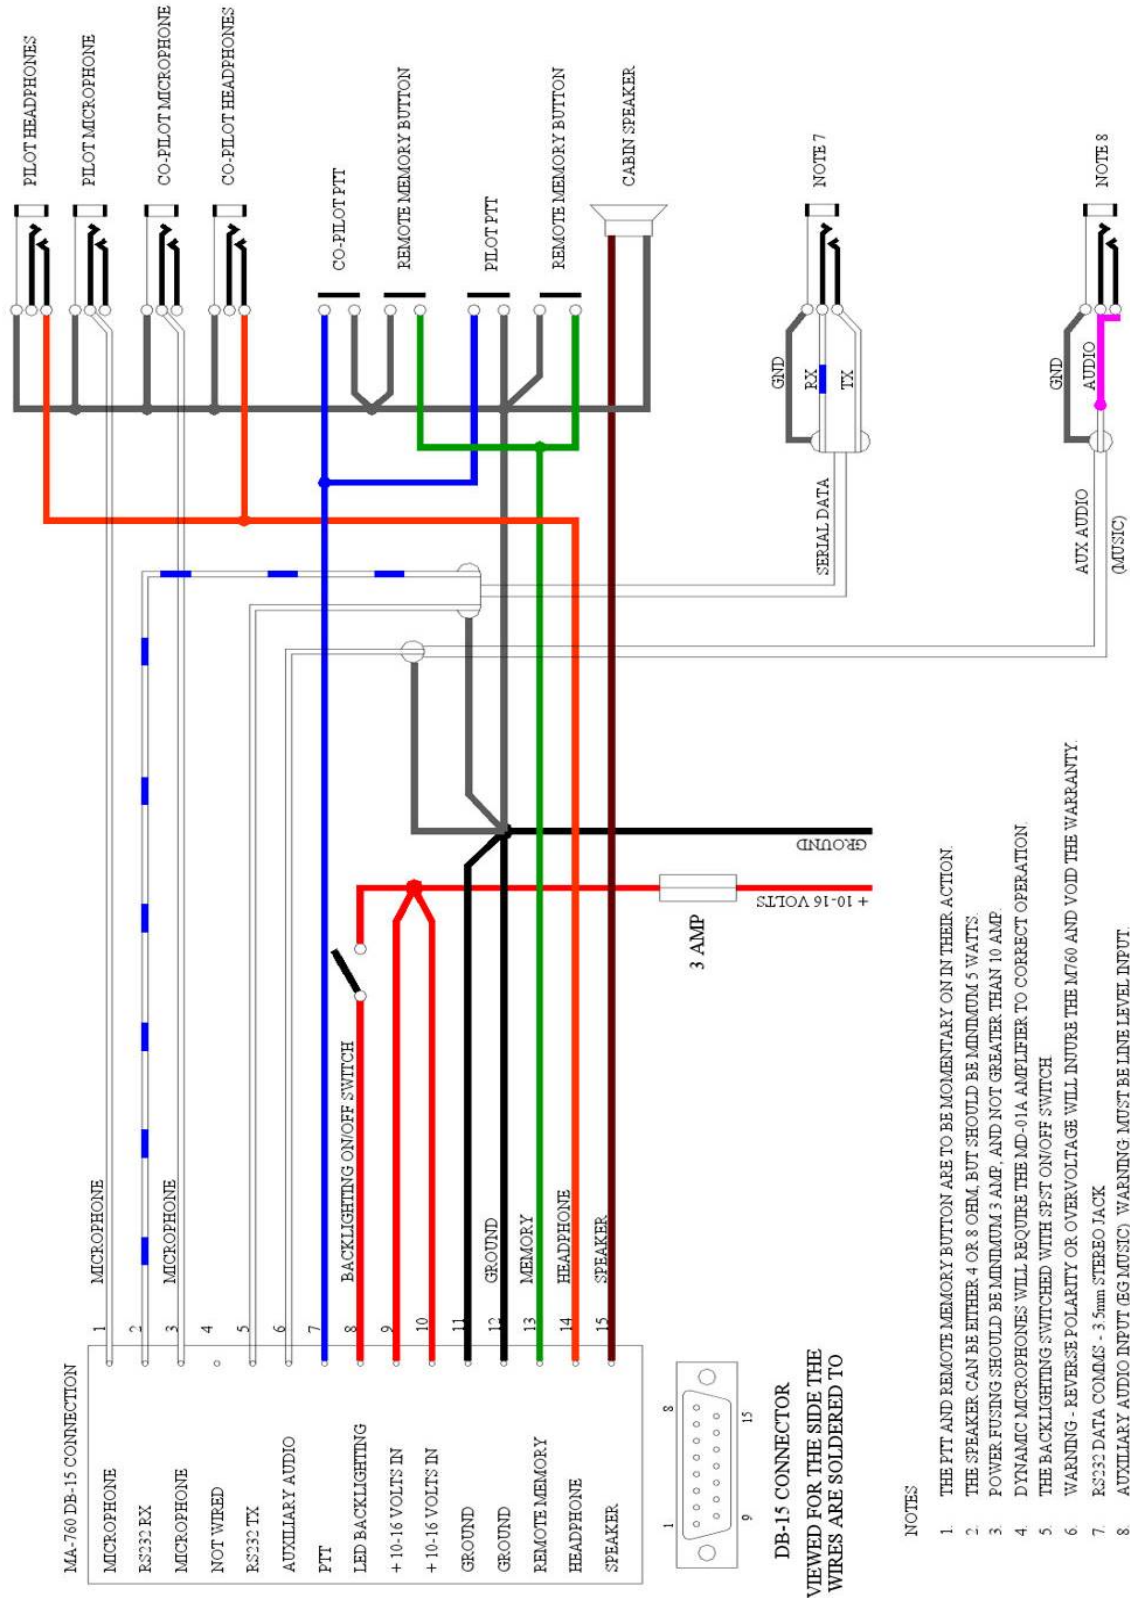 MA-760 DB-15 CONNECTION
MICROPHONE
RS232 RX
MICROPHONE
NOT WIRED
RS232 TX
AUXILIARY AUDIO
PTT
LED BACKLIGHTING
+ 10-16 VOLTS IN
+ 10-16 VOLTS IN
GROUND
GROUND
REMOTE MEMORY
HEADPHONE
SPEAKER
1
2
3
4
5
6
7
8
9
10
11
12
13
14
15
MICROPHONE
MICROPHONE
BACKLIGHTING ON/OFF SWITCH
GROUND
MEMORY
HEADPHONE
SPEAKER
3 AMP
+ 10-16 VOLTS
GROUND
PILOT HEADPHONES
PILOT MICROPHONE
CO-PILOT MICROPHONE
CO-PILOT HEADPHONES
CO-PILOT PTT
REMOTE MEMORY BUTTON
PILOT PTT
REMOTE MEMORY BUTTON
CABIN SPEAKER
SERIAL DATA
GND
RX
TX
NOTE 7
AUX AUDIO
(MUSIC)
GND
AUDIO
NOTE 8
1
8
9
15
DB-15 CONNECTOR
VIEWED FOR THE SIDE THE
WIRES ARE SOLDERED TO
NOTES
1. THE PTT AND REMOTE MEMORY BUTTON ARE TO BE MOMENTARY ON IN THEIR ACTION.
2. THE SPEAKER CAN BE EITHER 4 OR 8 OHM, BUT SHOULD BE MINIMUM 5 WATTS.
3. POWER FUSING SHOULD BE MINIMUM 3 AMP, AND NOT GREATER THAN 10 AMP.
4. DYNAMIC MICROPHONES WILL REQUIRE THE MD-01A AMPLIFIER TO CORRECT OPERATION.
5. THE BACKLIGHTING SWITCHED WITH SPST ON/OFF SWITCH
6. WARNING - REVERSE POLARITY OR OVERVOLTAGE WILL INJURE THE M760 AND VOID THE WARRANTY.
7. RS232 DATA COMMS - 3.5mm STEREO JACK
8. AUXILIARY AUDIO INPUT (EG MUSIC) WARNING: MUST BE LINE LEVEL INPUT.